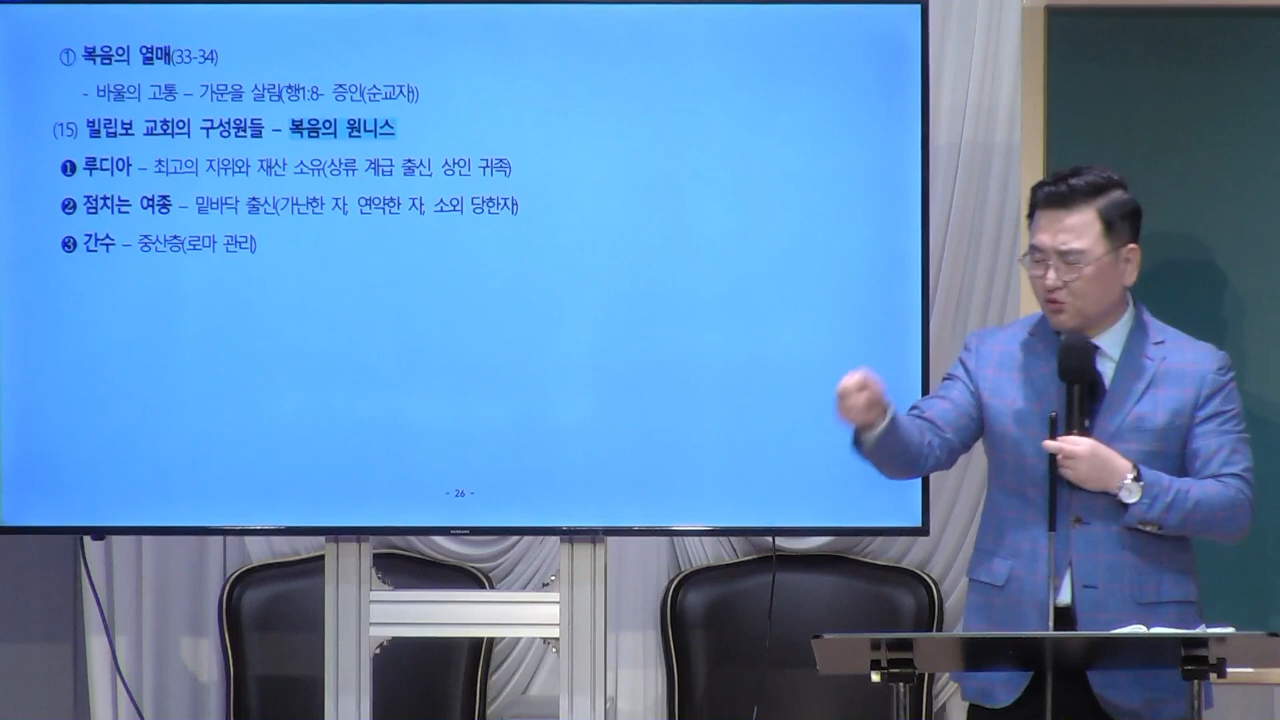 ① 복음의 열매(33-34)
- 바울의 고통 – 가문을 살림(행1:8- 증인(순교자))
(15) 빌립보 교회의 구성원들 – 복음의 원니스
❶ 루디아 – 최고의 지위와 재산 소유(상류 계급 출신, 상인 귀족)
❷ 점치는 여종 – 밑바닥 출신(가난한 자, 연약한 자, 소외 당한자)
❸ 간수 – 중산층(로마 관리)
- 26 -